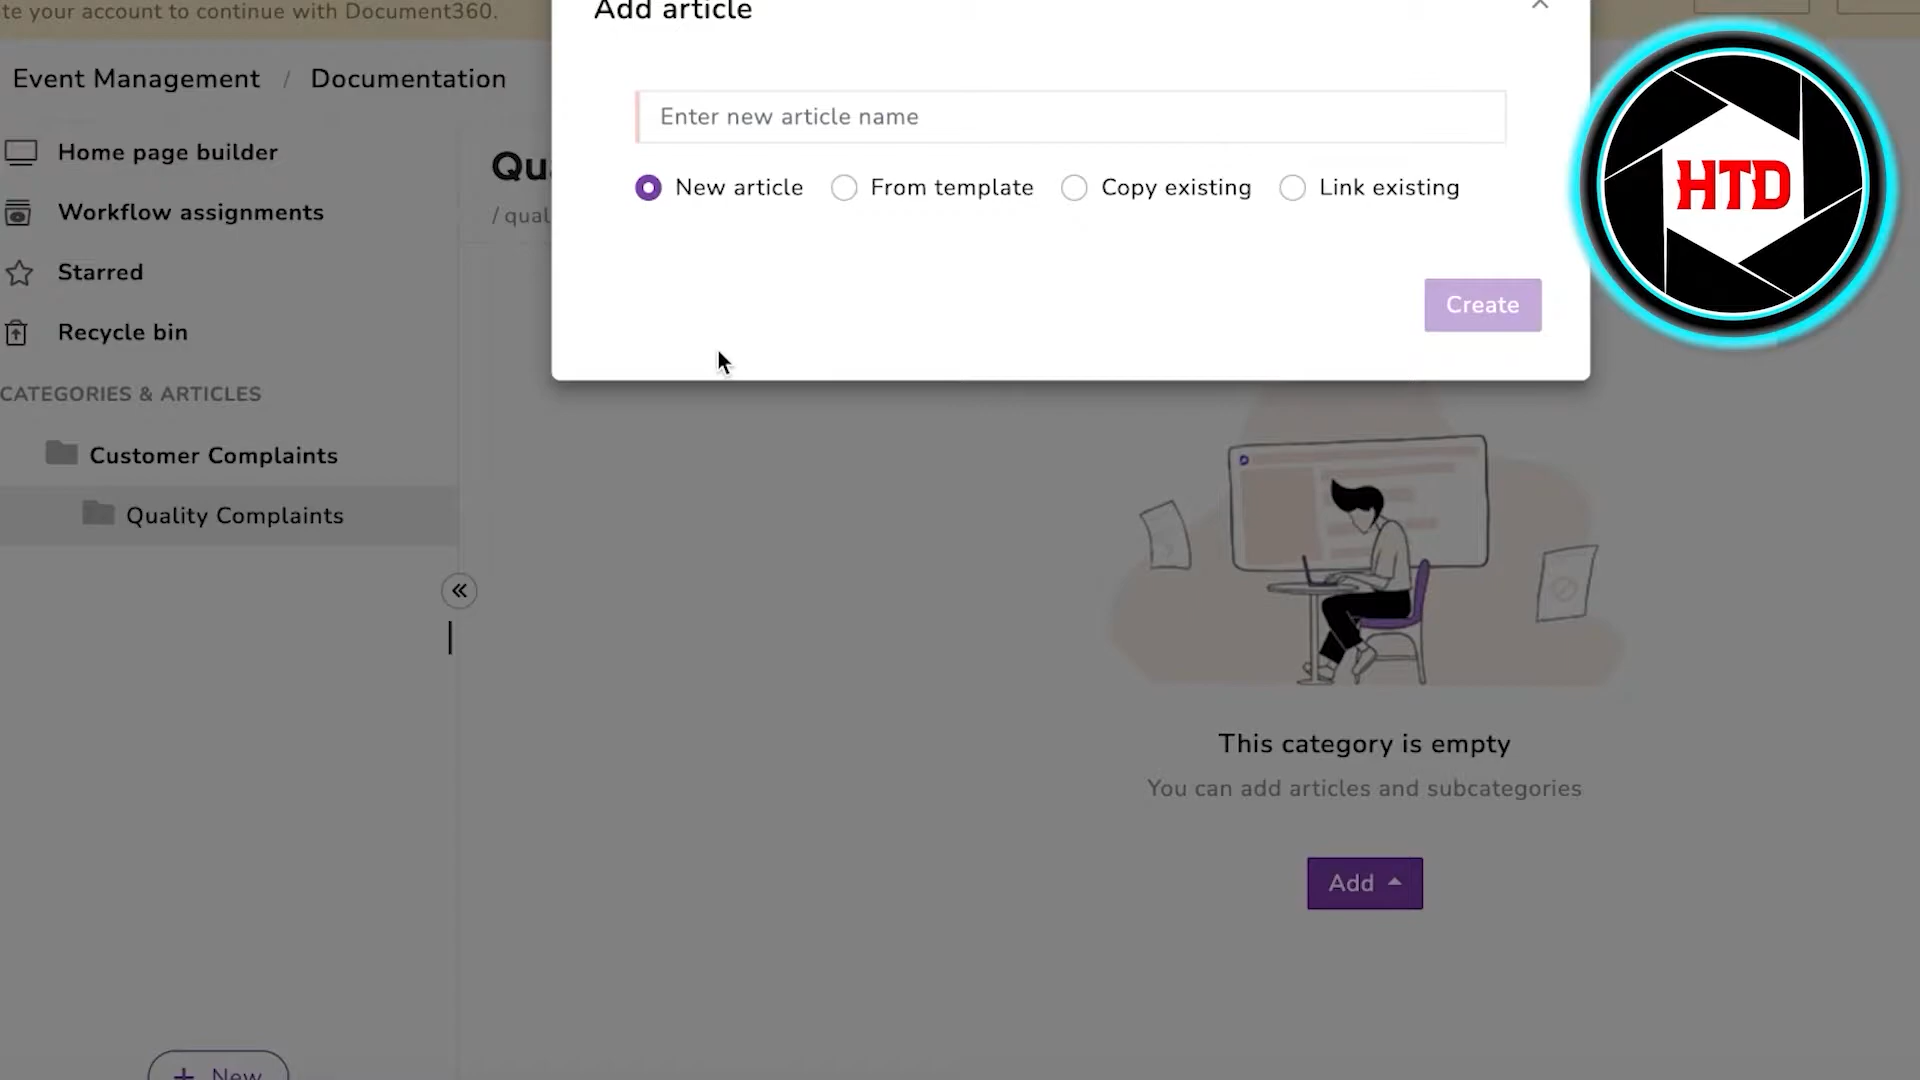 te your account to continue with Document360.
Add article
Event Management / Documentation
Home page builder
Workflow assignments
Starred
Recycle bin
CATEGORIES & ARTICLES
Customer Complaints
Quality Complaints
New
Qu
/ qual
Enter new article name
New article
From template
Copy existing
Link existing
Create
HTD
This category is empty
You can add articles and subcategories
Add